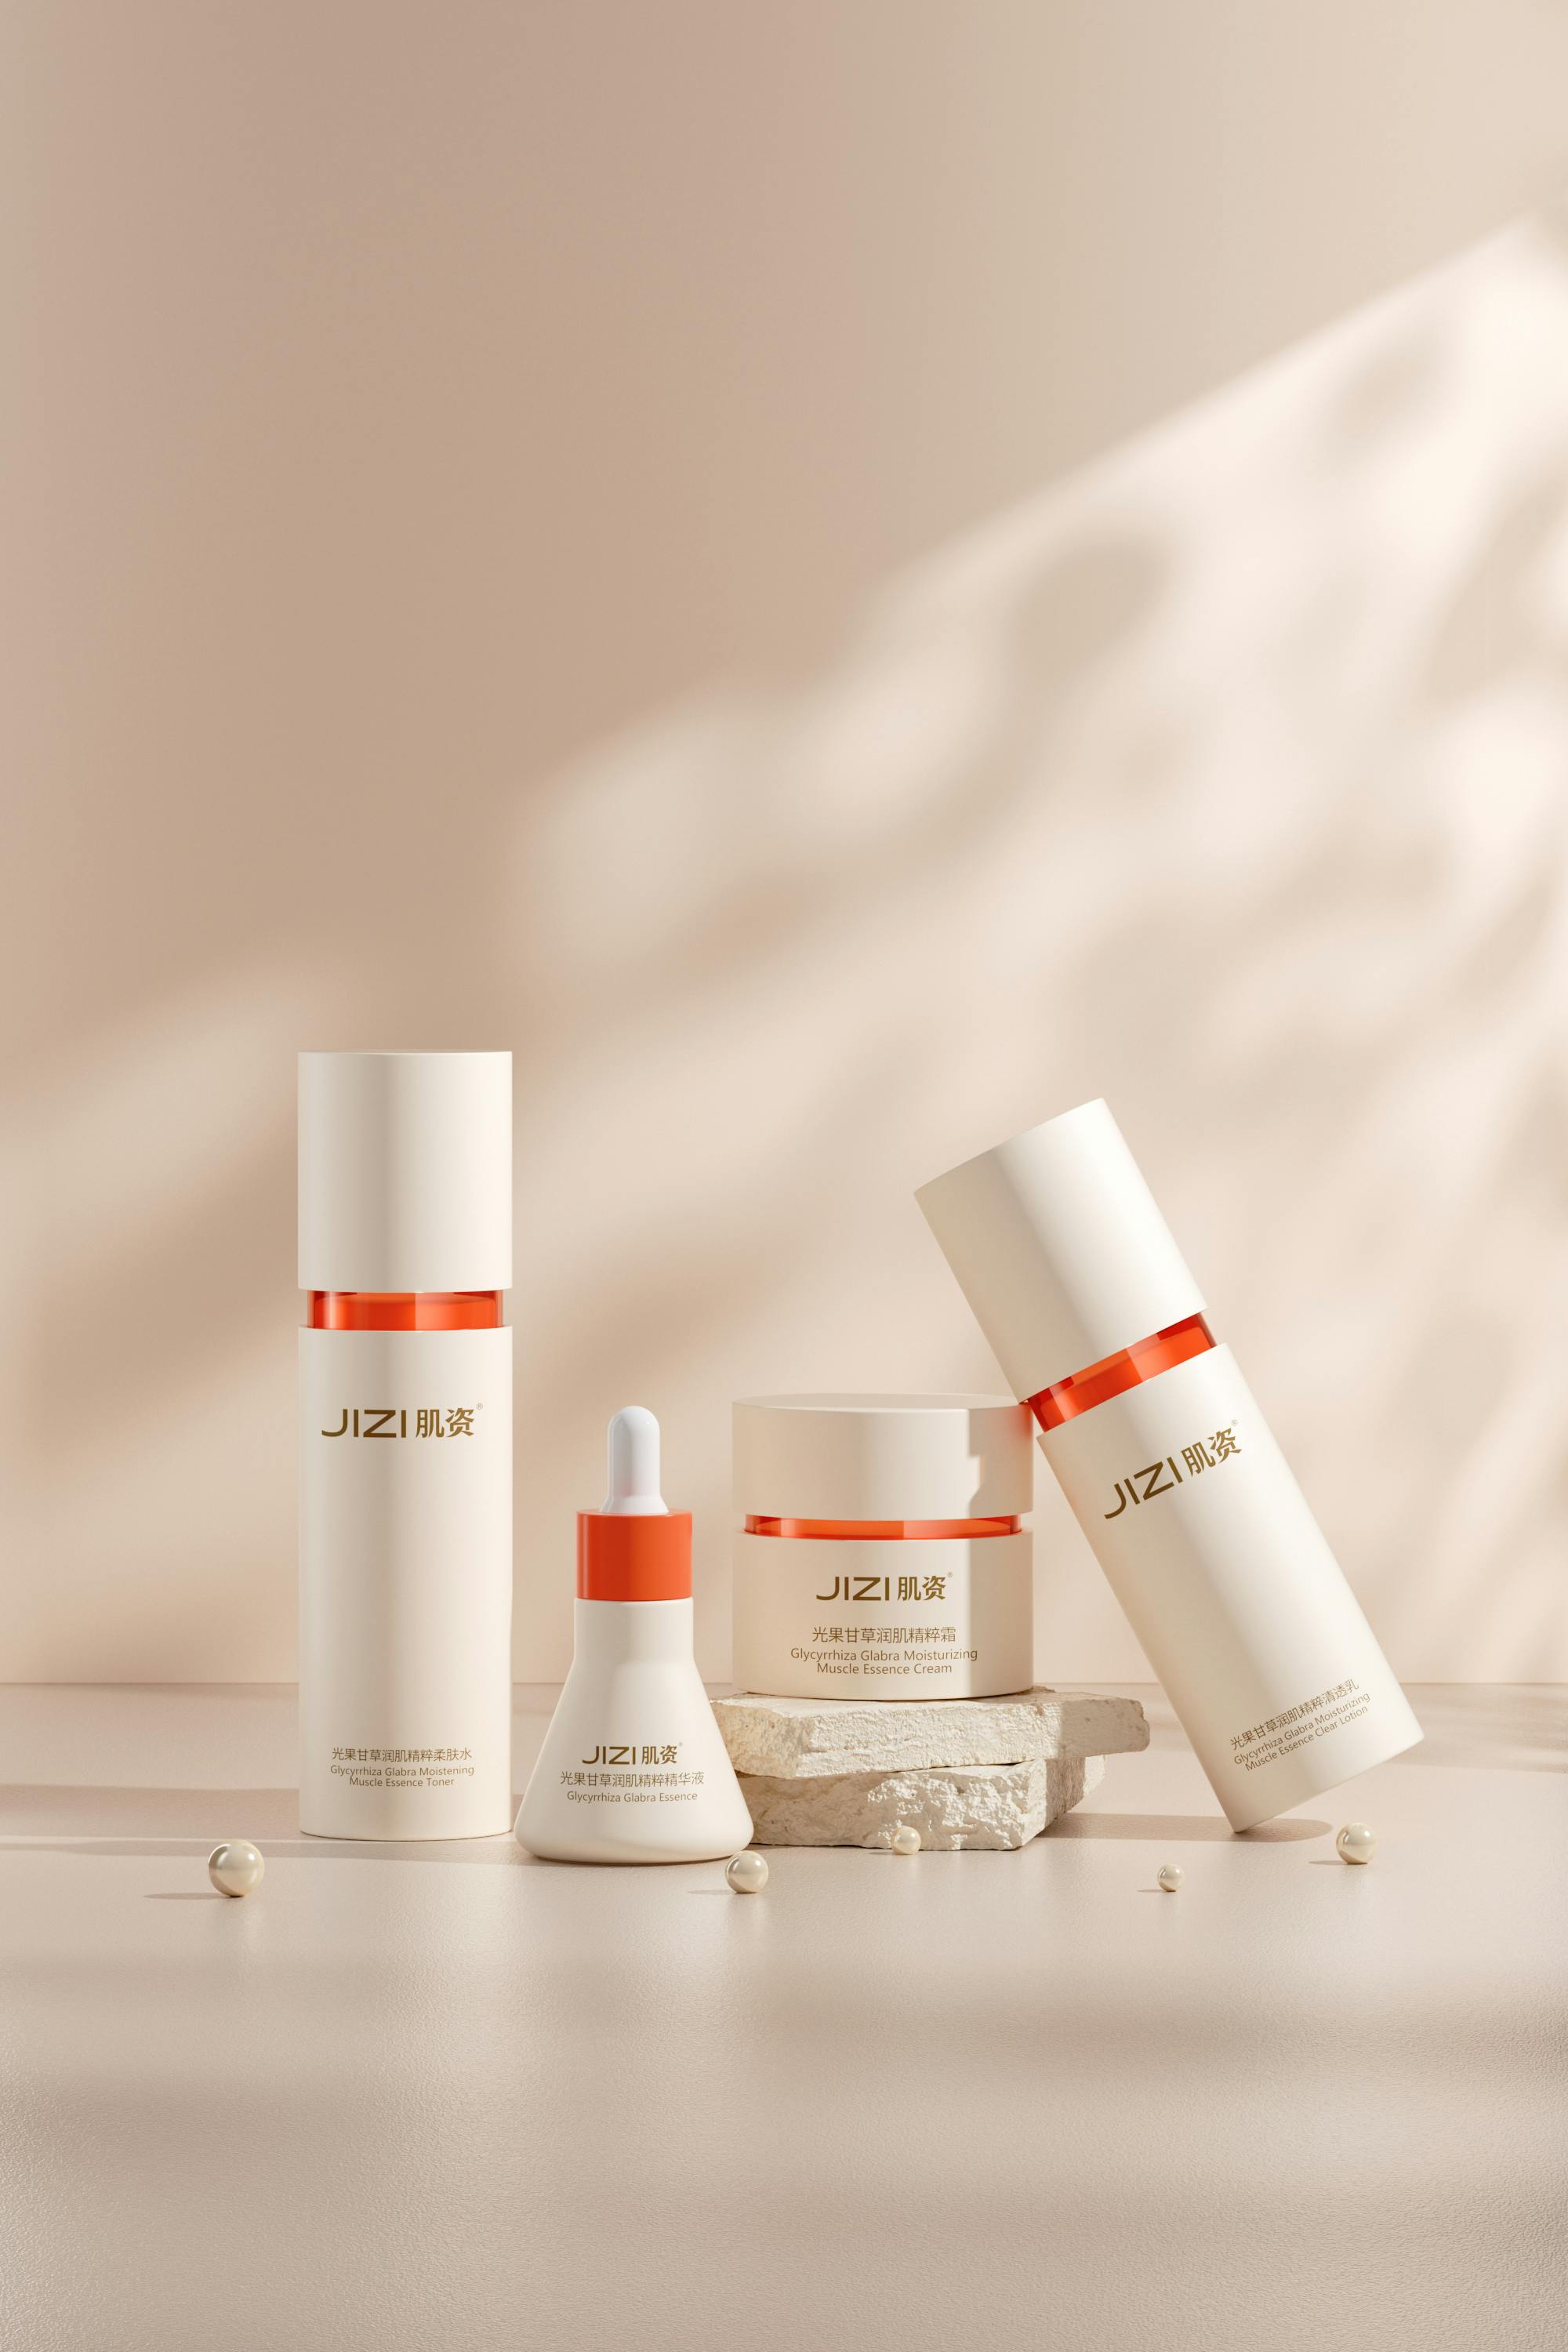 JIZI 肌资®
光果甘草润肌精粹柔肤水
Glycyrrhiza Glabra Moistening
Muscle Essence Toner
JIZI 肌资®
光果甘草润肌精粹精华液
Glycyrrhiza Glabra Essence
JIZI 肌资®
光果甘草润肌精粹霜
Glycyrrhiza Glabra Moisturizing
Muscle Essence Cream
JIZI 肌资®
光果甘草润肌精粹清透乳
Glycyrrhiza Glabra Moisturizing
Muscle Essence Clear Lotion